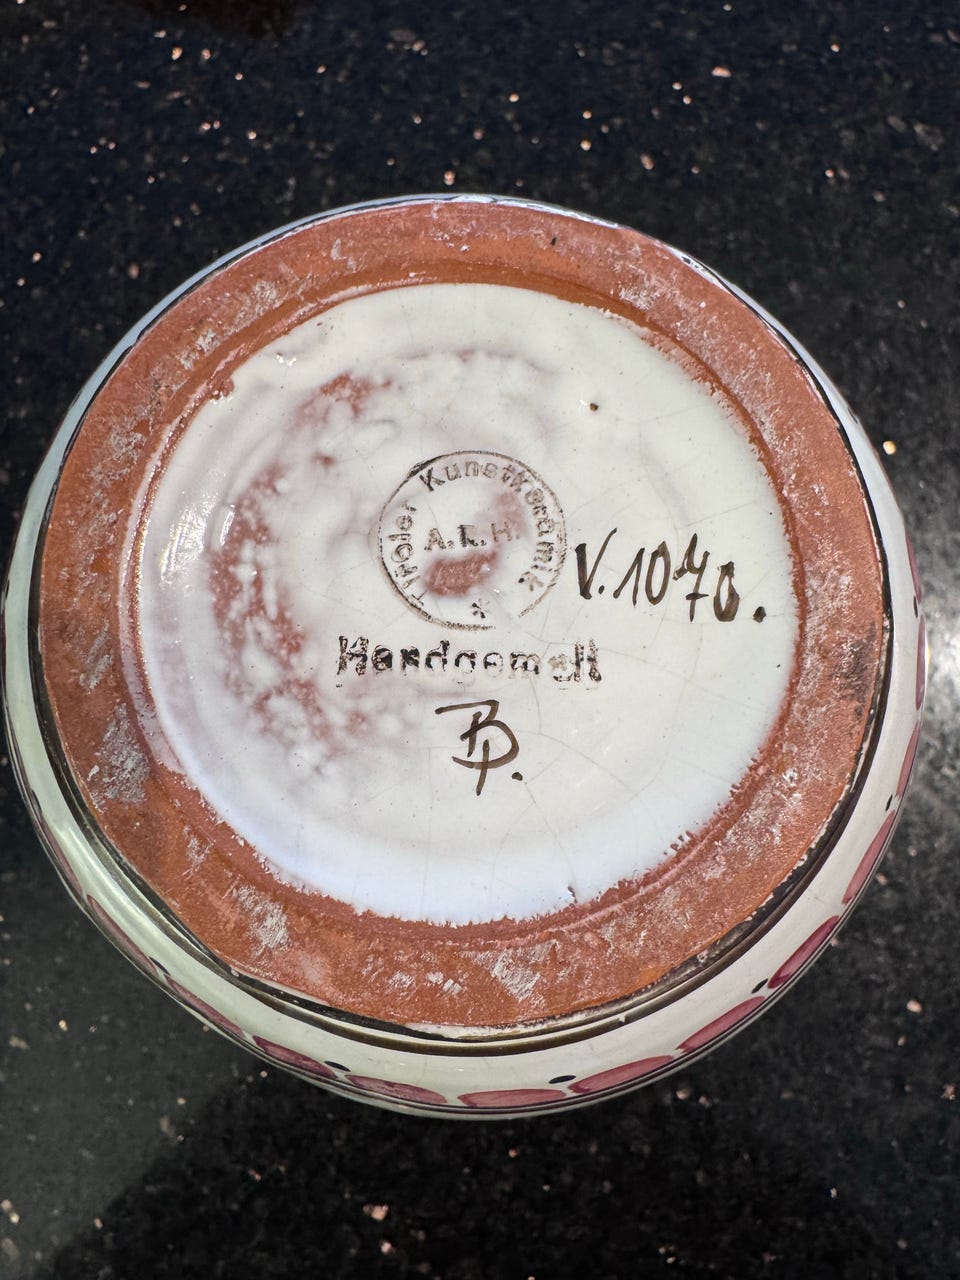 Tiroler Kunstkeramik
A.R.H.
V. 1070.
Handgemalt